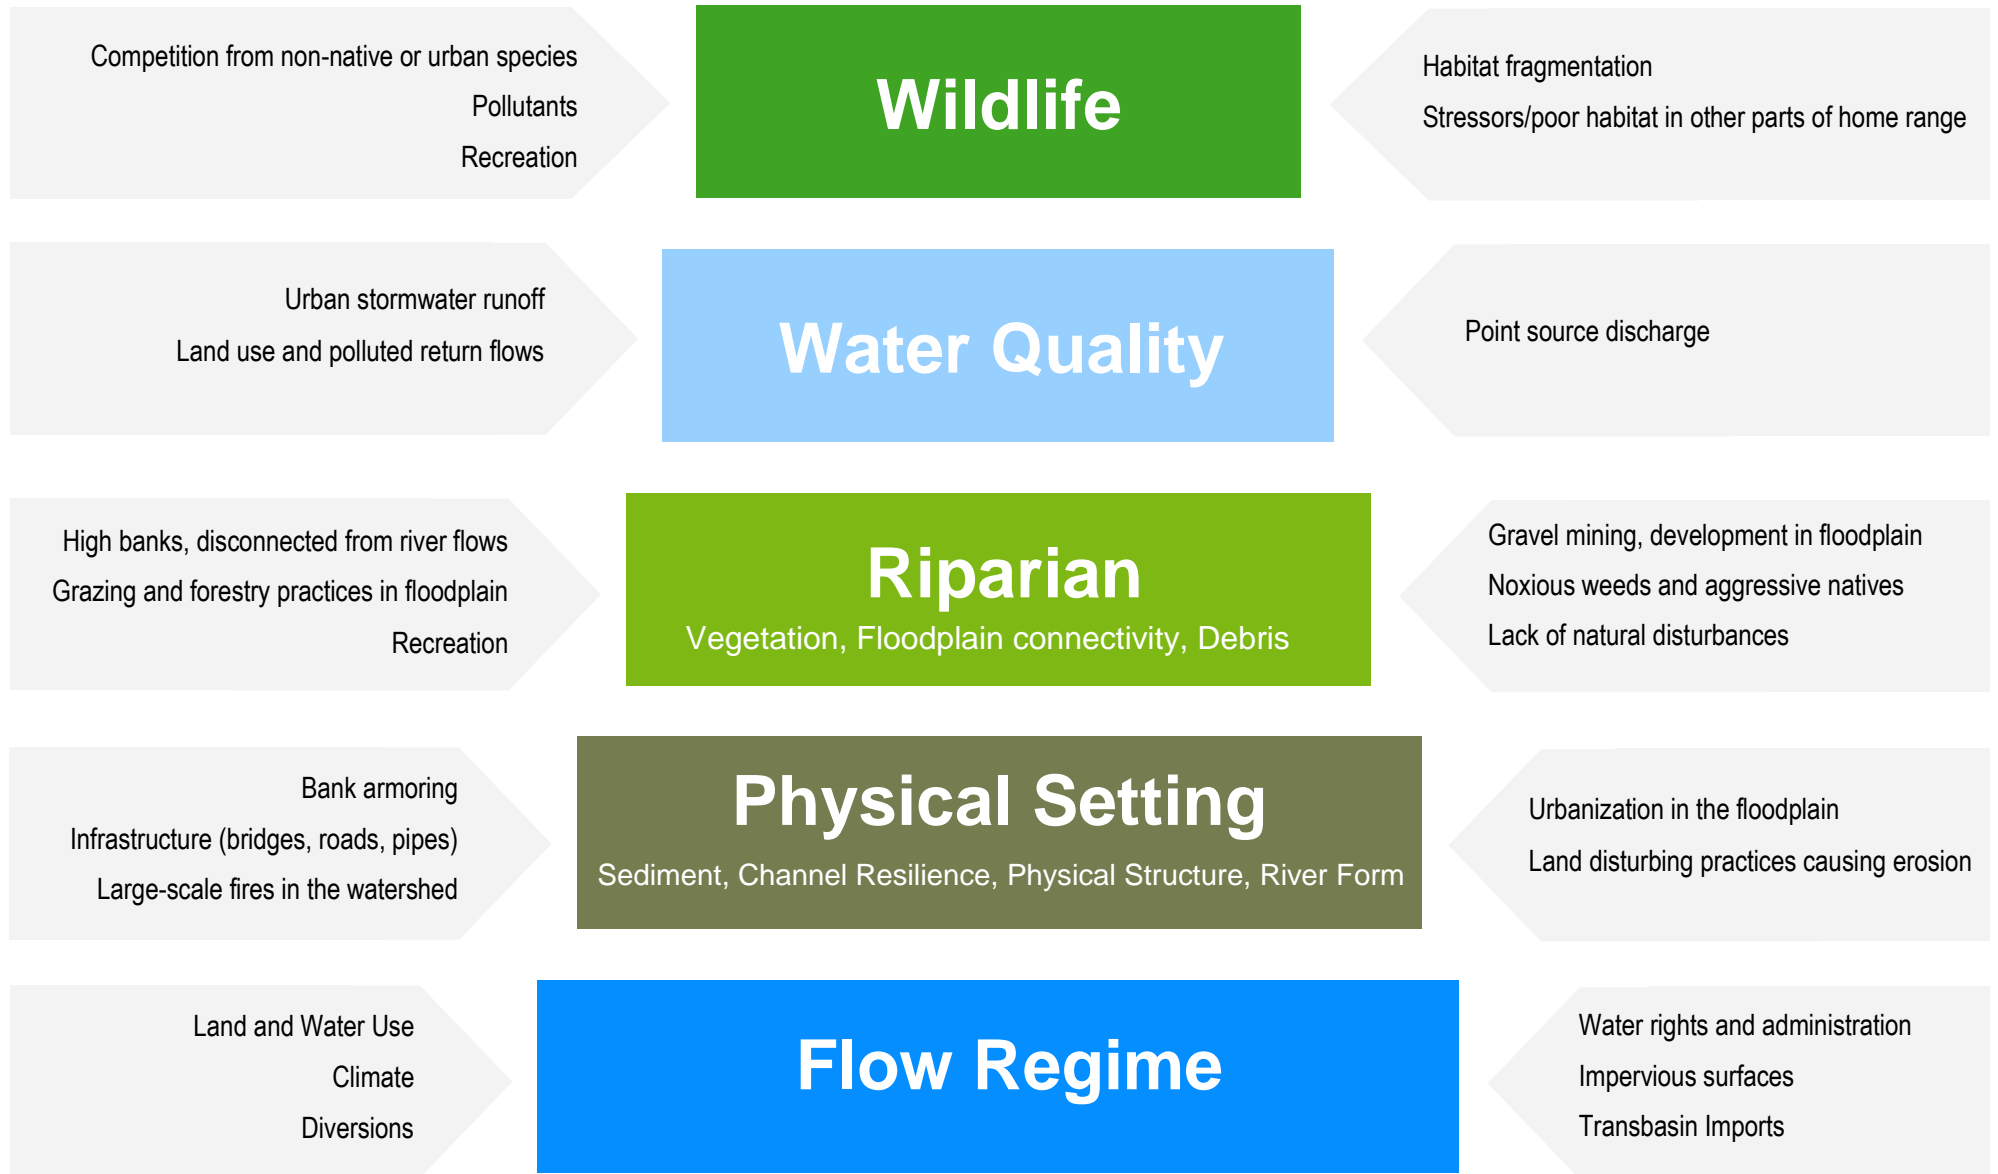 Competition from non-native or urban species
Pollutants
Recreation
Wildlife
Habitat fragmentation
Stressors/poor habitat in other parts of home range
Urban stormwater runoff
Land use and polluted return flows
Water Quality
Point source discharge
High banks, disconnected from river flows
Grazing and forestry practices in floodplain
Recreation
Riparian
Vegetation, Floodplain connectivity, Debris
Gravel mining, development in floodplain
Noxious weeds and aggressive natives
Lack of natural disturbances
Bank armoring
Infrastructure (bridges, roads, pipes)
Large-scale fires in the watershed
Physical Setting
Sediment, Channel Resilience, Physical Structure, River Form
Urbanization in the floodplain
Land disturbing practices causing erosion
Land and Water Use
Climate
Diversions
Flow Regime
Water rights and administration
Impervious surfaces
Transbasin Imports